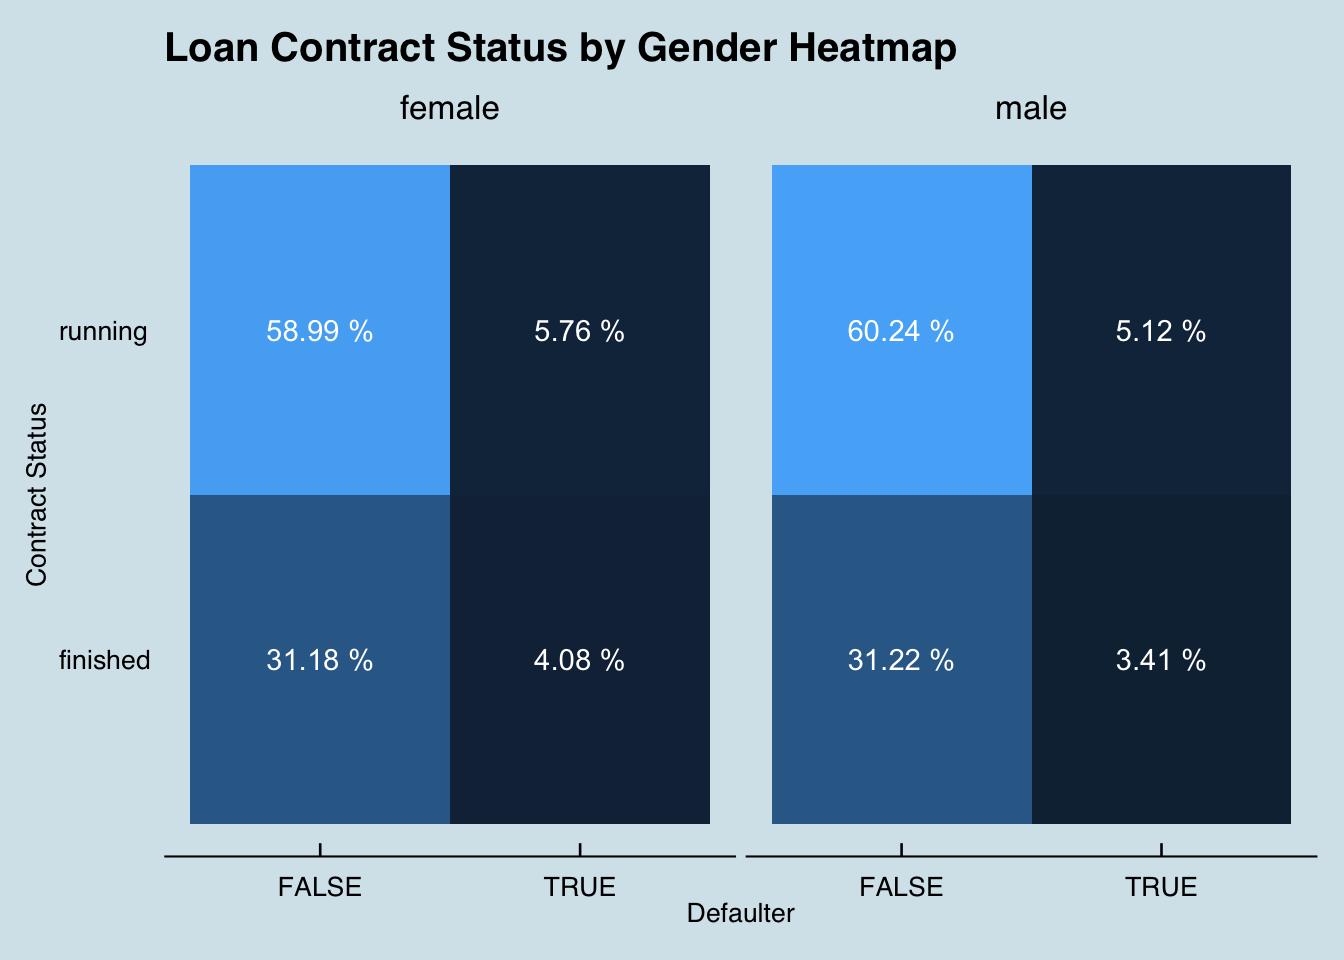 Loan Contract Status by Gender Heatmap
female
male
Contract Status
running
58.99 %
5.76 %
60.24 %
5.12 %
finished
31.18 %
4.08 %
31.22 %
3.41 %
FALSE
TRUE
FALSE
TRUE
Defaulter